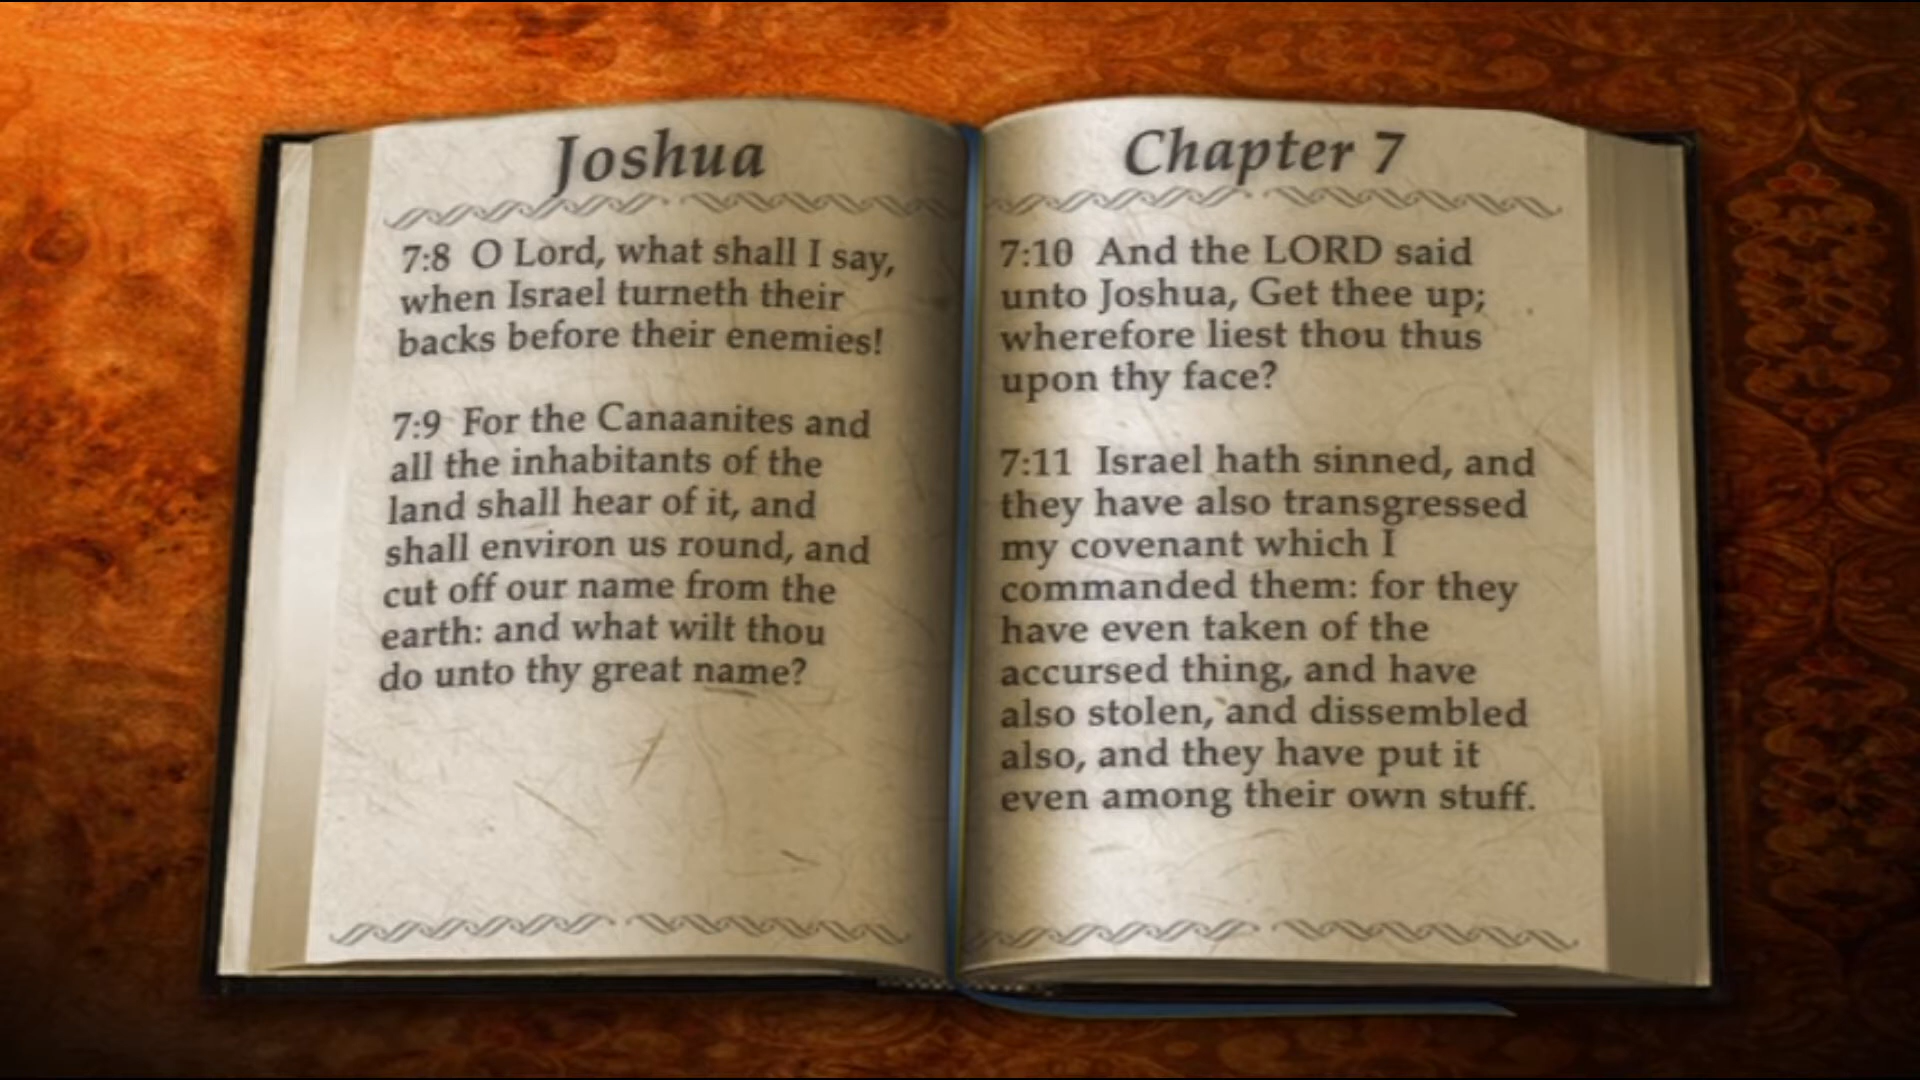 Joshua
7:8 O Lord, what shall I say,
when Israel turneth their
backs before their enemies!
7:9 For the Canaanites and
all the inhabitants of the
land shall hear of it, and
shall environ us round, and
cut off our name from the
earth: and what wilt thou
do unto thy great name?
Chapter 7
7:10 And the LORD said
unto Joshua, Get thee up;
wherefore liest thou thus
upon thy face?
7:11 Israel hath sinned, and
they have also transgressed
my covenant which I
commanded them: for they
have even taken of the
accursed thing, and have
also stolen, and dissembled
also, and they have put it
even among their own stuff.